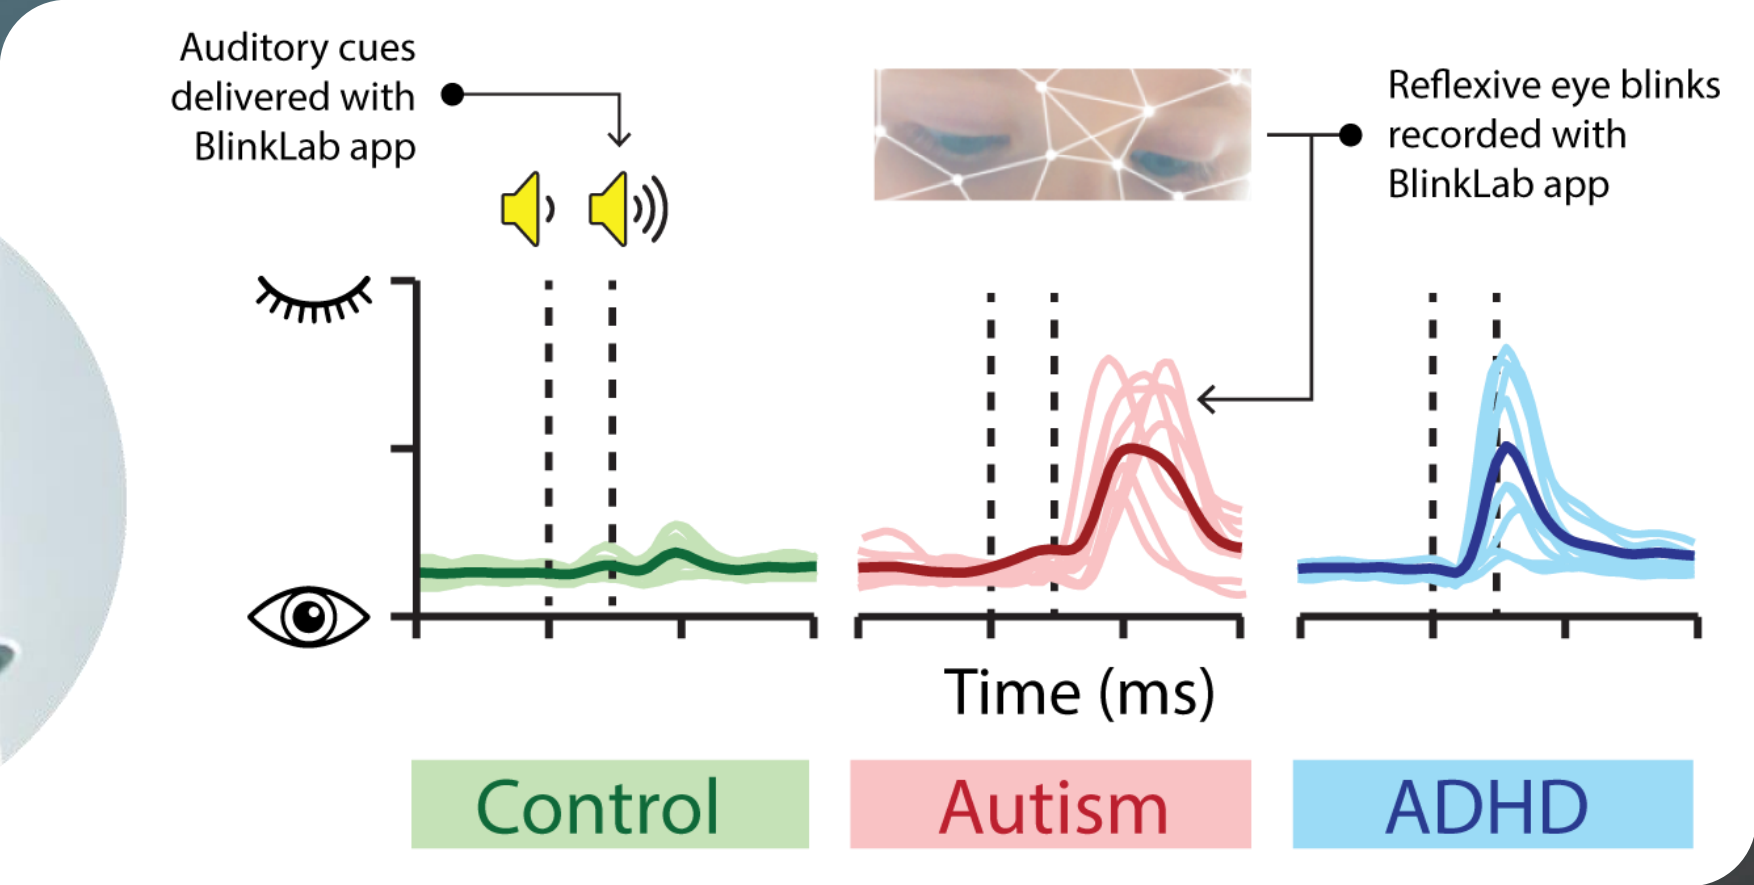 Auditory cues
delivered with
BlinkLab app
Reflexive eye blinks
recorded with
BlinkLab app
Time (ms)
Control
Autism
ADHD